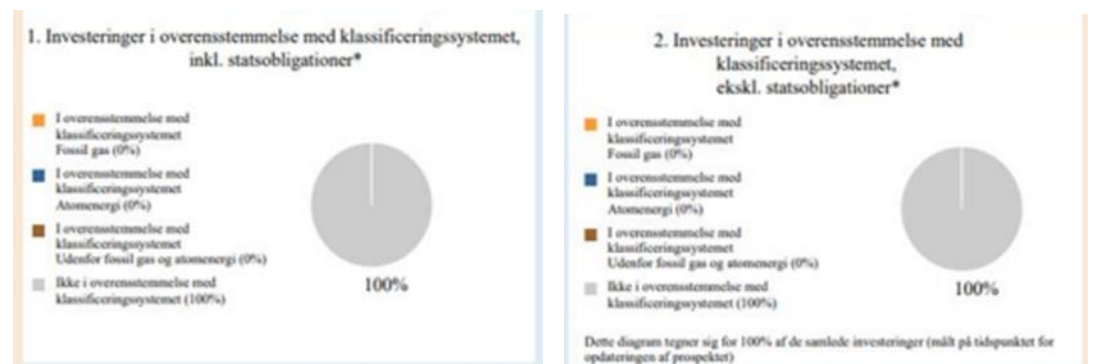 1. Investeringer i overensstemmelse med klassificeringssystemet,
inkl. statsobligationer*
I overensstemmelse med
klassificeringssystemet
Fossil gas (0%)
I overensstemmelse med
klassificeringssystemet
Atomenergi (0%)
I overensstemmelse med
klassificeringssystemet
Udenfor fossil gas og atomenergi (0%)
Ikke i overensstemmelse med
klassificeringssystemet (100%)
100%
2. Investeringer i overensstemmelse med
klassificeringssystemet,
ekskl. statsobligationer*
I overensstemmelse med
klassificeringssystemet
Fossil gas (0%)
I overensstemmelse med
klassificeringssystemet
Atomenergi (0%)
I overensstemmelse med
klassificeringssystemet
Udenfor fossil gas og atomenergi (0%)
Ikke i overensstemmelse med
klassificeringssystemet (100%)
100%
Dette diagram tegner sig for 100% af de samlede investeringer (målt på tidspunktet for
opdateringen af prospektet)